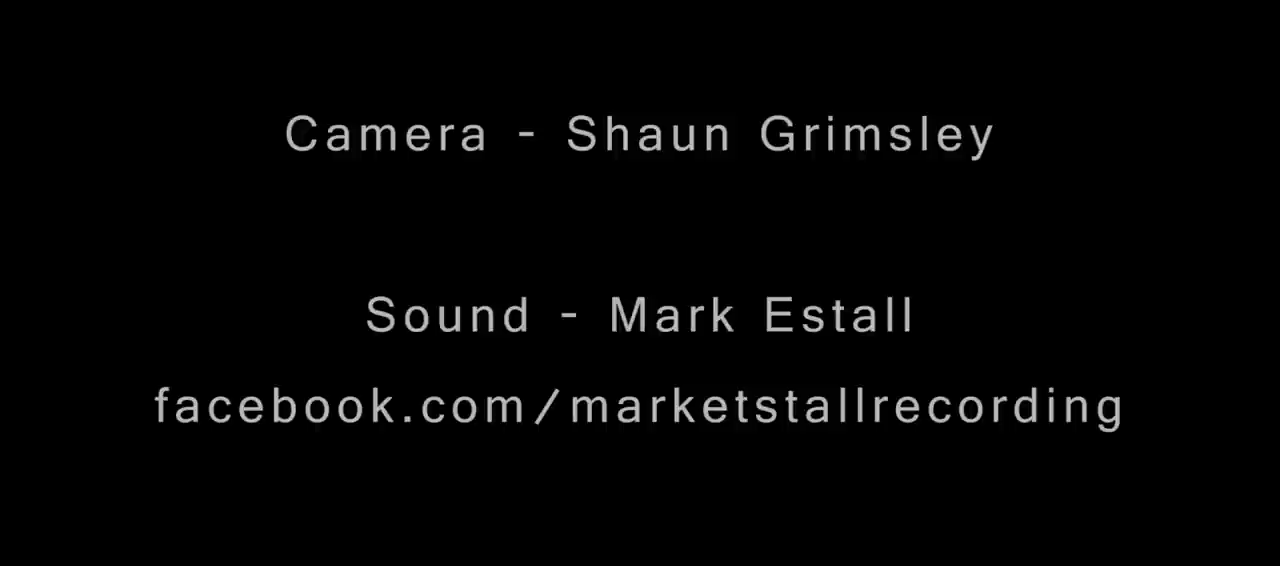 Camera - Shaun Grimsley
Sound - Mark Estall
facebook.com/marketstallrecording